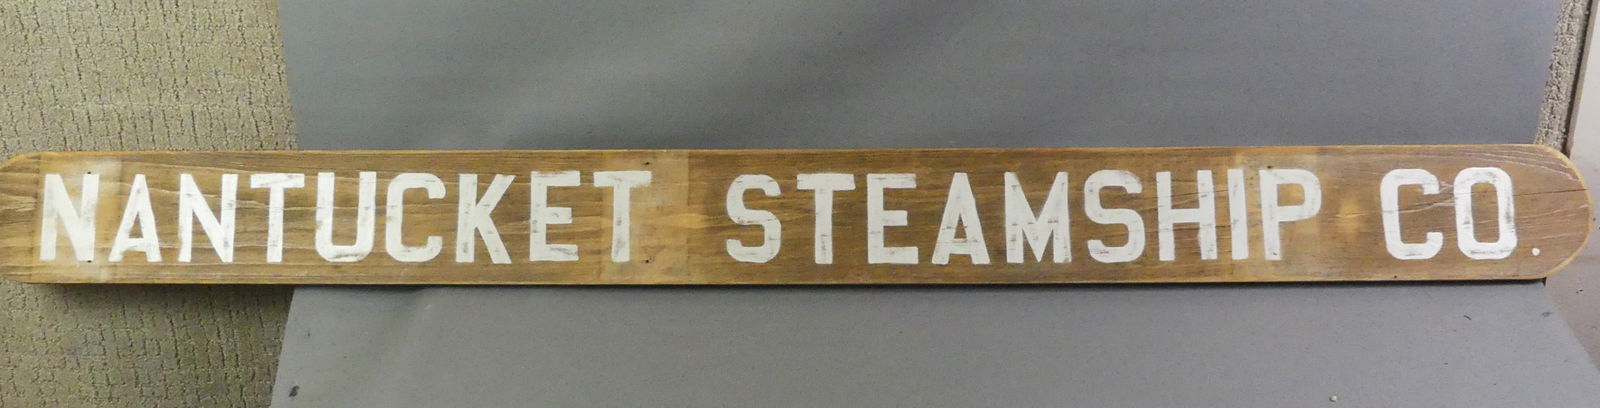 NANTUCKET STEAMSHIP CO.